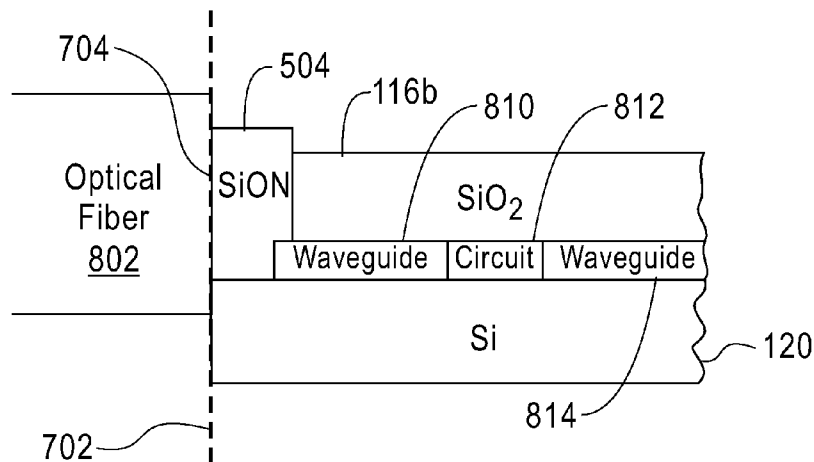 704
504
116b
810
812
Optical
Fiber
802
SiON
SiO2
Waveguide
Circuit
Waveguide
Si
120
702
814